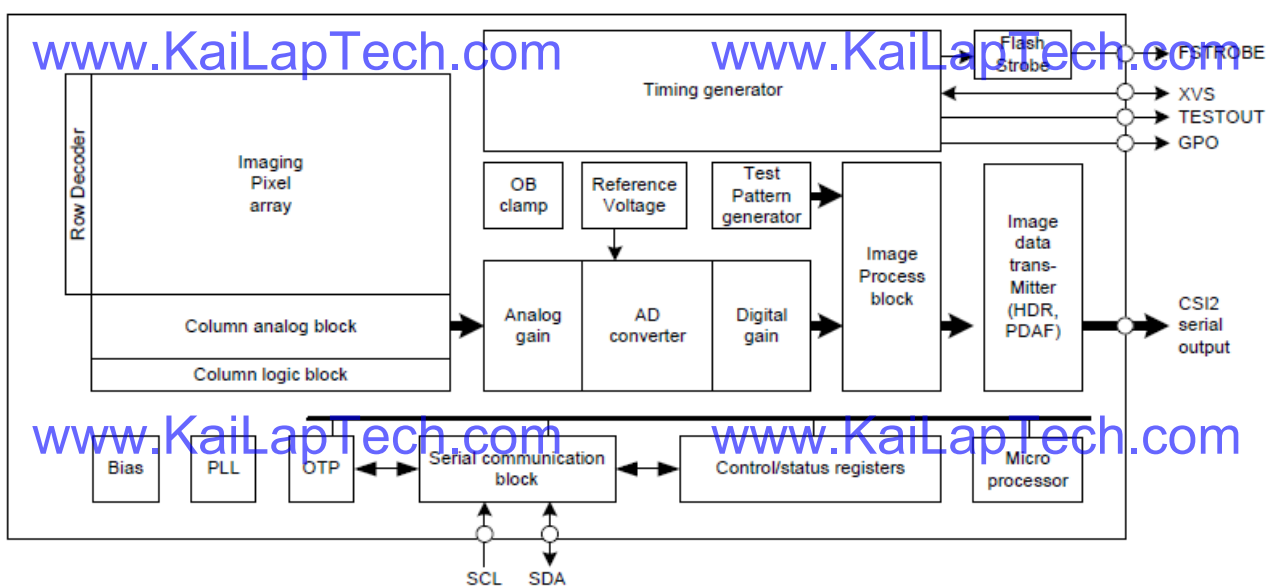 www.KaiLapTech.com
www.KaiLapTech.com
Flash
Strobe
FSTROBE
Timing generator
XVS
TESTOUT
GPO
Row Decoder
Imaging
Pixel
array
OB
clamp
Reference
Voltage
Test
Pattern
generator
Image
Process
block
Image
data
trans-
Mitter
(HDR,
PDAF)
Column analog block
Analog
gain
AD
converter
Digital
gain
CSI2
serial
output
Column logic block
www.KaiLapTech.com
www.KaiLapTech.com
Bias
PLL
OTP
Serial communication
block
Control/status registers
Micro
processor
SCL
SDA